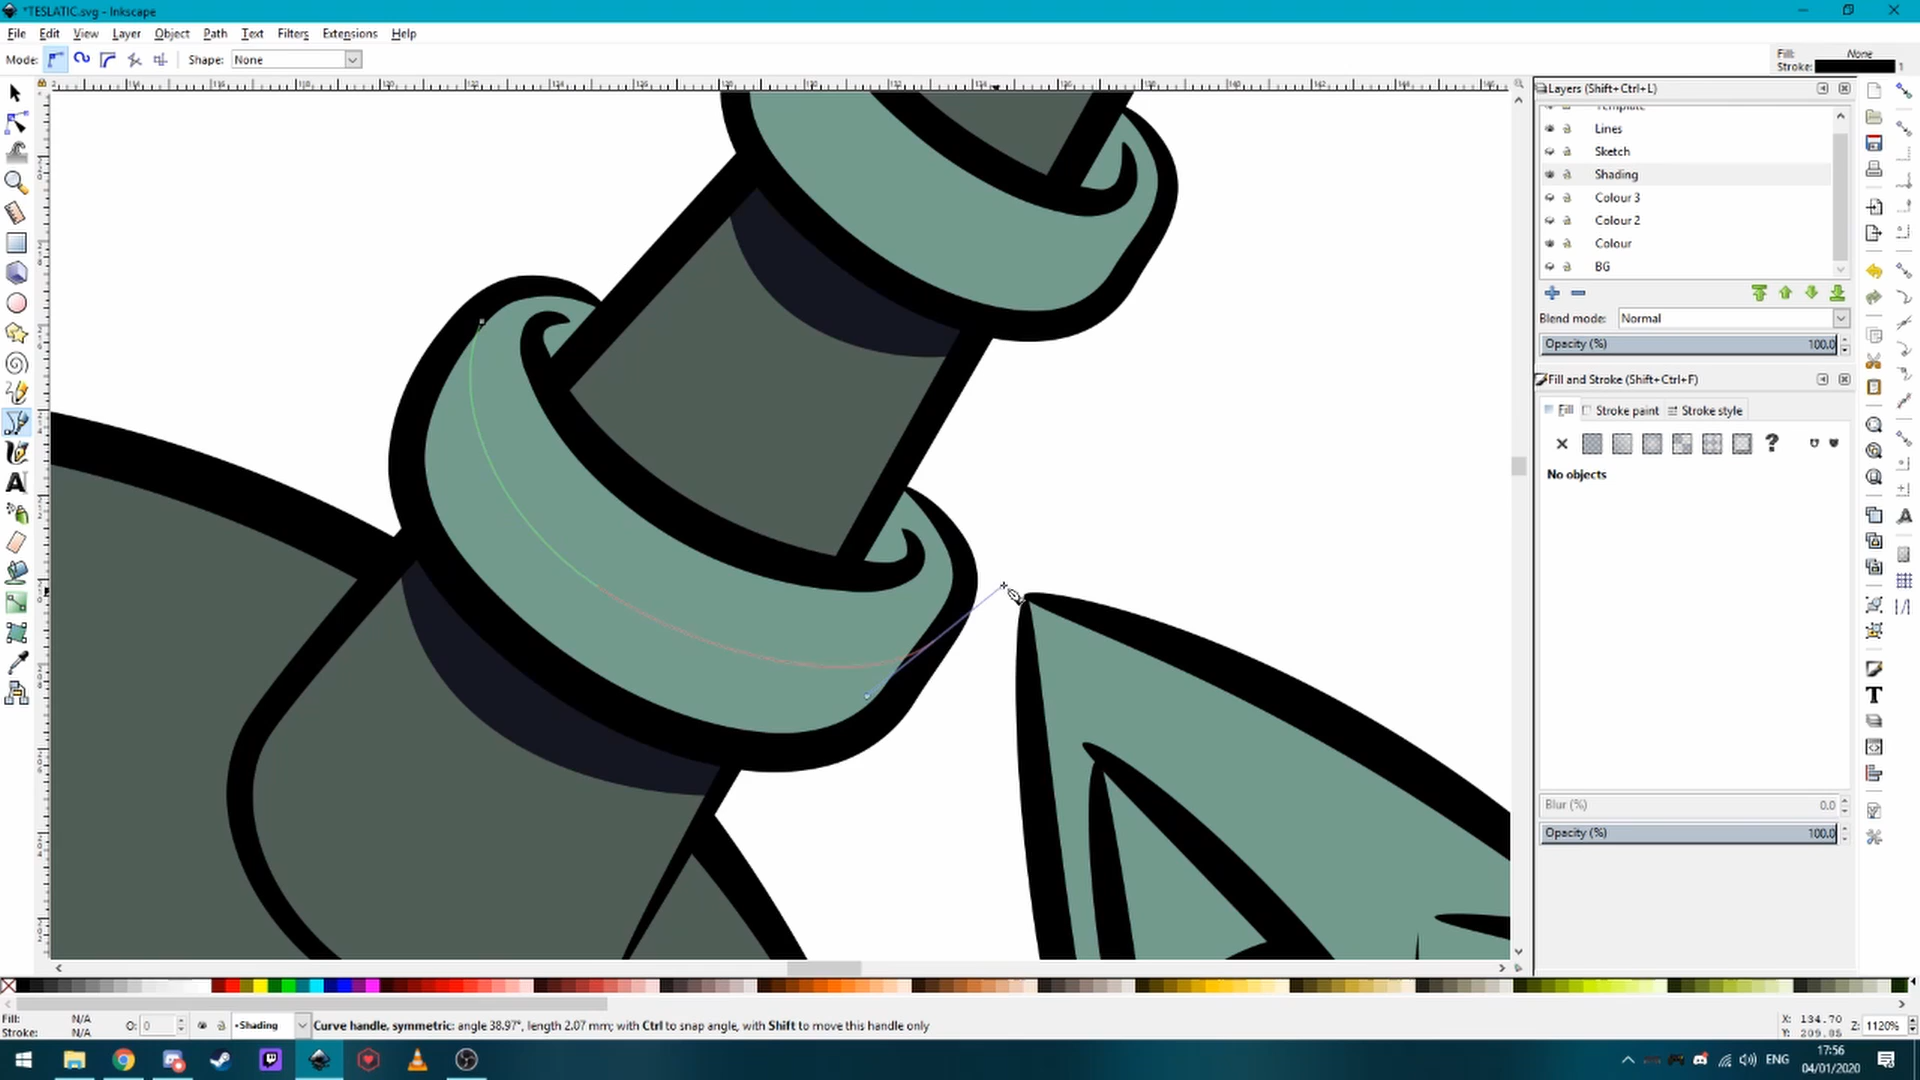 *TESLATIC.svg - Inkscape
File Edit View Layer Object Path Text Filters Extensions Help
Mode: Shape: None
Fill: None
Stroke: 1
Layers (Shift+Ctrl+L)
Template
Lines
Sketch
Shading
Colour 3
Colour 2
Colour
BG
Blend mode: Normal
Opacity (%) 100.0
Fill and Stroke (Shift+Ctrl+F)
Fill Stroke paint Stroke style
No objects
Blur (%) 0.0
Opacity (%) 100.0
Fill: N/A
Stroke: N/A
O: 0
•Shading
Curve handle, symmetric: angle 38.97°, length 2.07 mm; with Ctrl to snap angle, with Shift to move this handle only
X: 134.70
Y: 209.05
Z: 1120%
ENG
17:56
04/01/2020